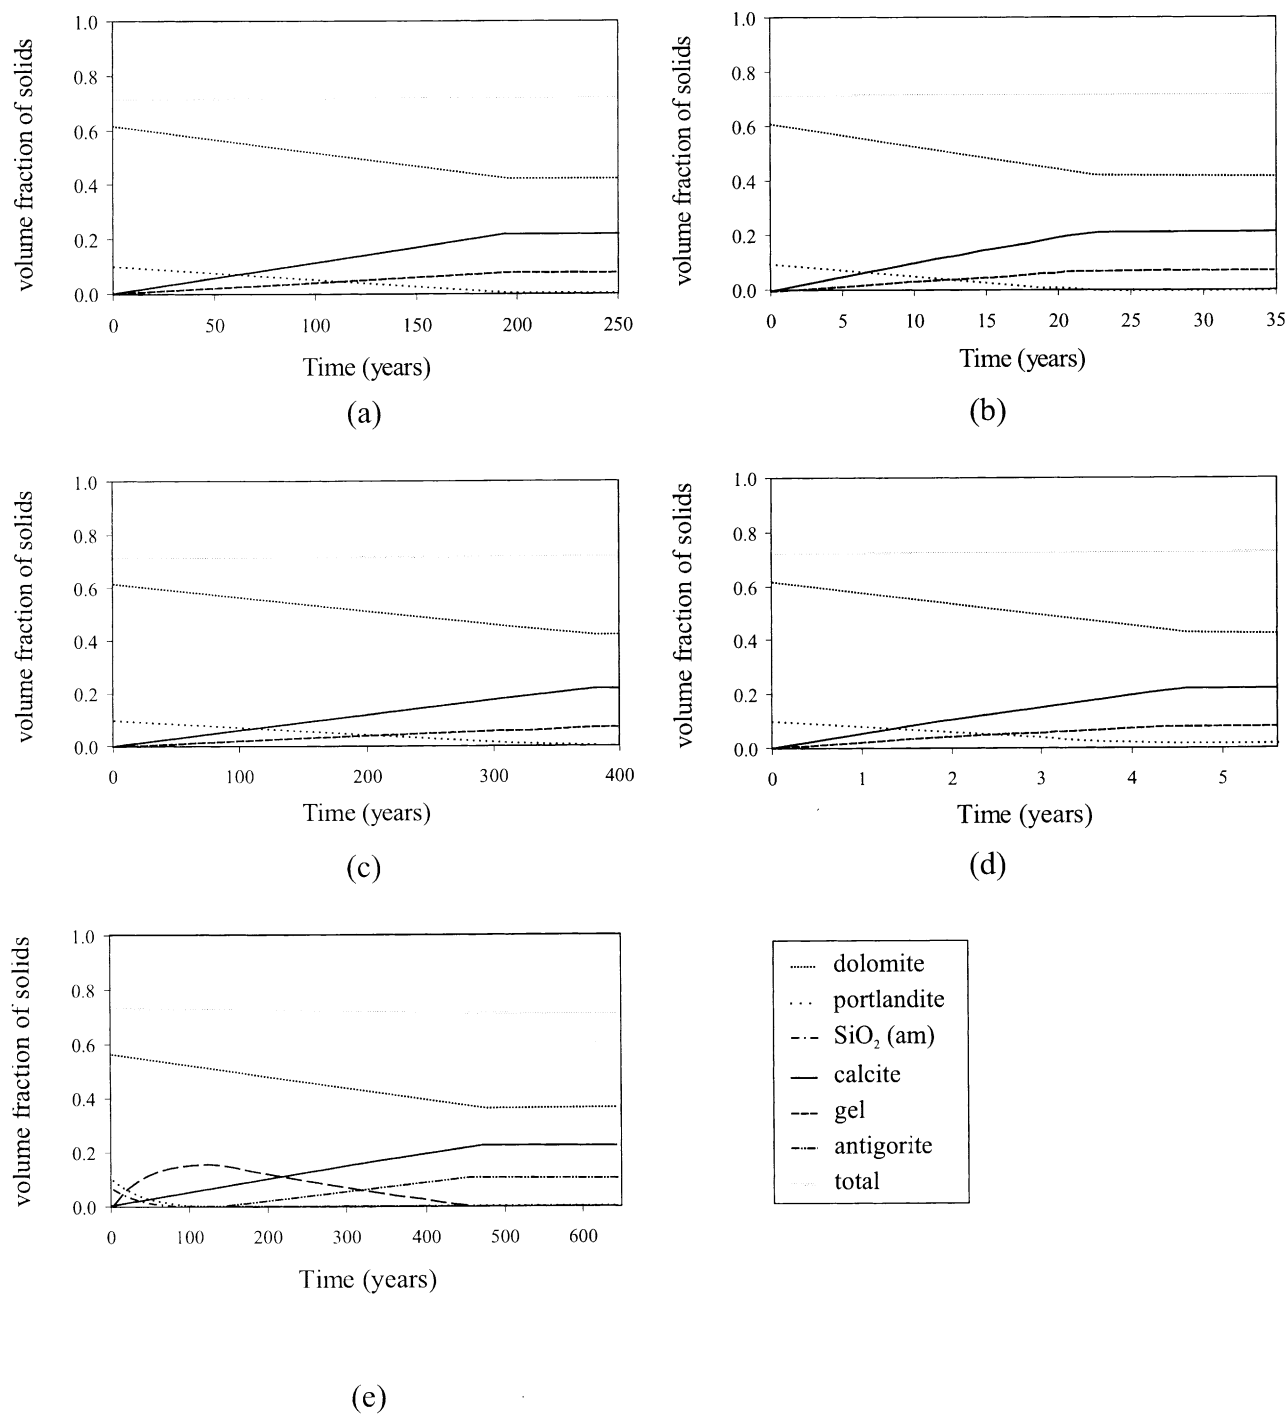 volume fraction of solids
1.0
0.8
0.6
0.4
0.2
0.0
0 50 100 150 200 250
Time (years)
(a)
volume fraction of solids
1.0
0.8
0.6
0.4
0.2
0.0
0 5 10 15 20 25 30 35
Time (years)
(b)
volume fraction of solids
1.0
0.8
0.6
0.4
0.2
0.0
0 100 200 300 400
Time (years)
(c)
volume fraction of solids
1.0
0.8
0.6
0.4
0.2
0.0
0 1 2 3 4 5
Time (years)
(d)
volume fraction of solids
1.0
0.8
0.6
0.4
0.2
0.0
0 100 200 300 400 500 600
Time (years)
(e)
dolomite
portlandite
SiO₂ (am)
calcite
gel
antigorite
total